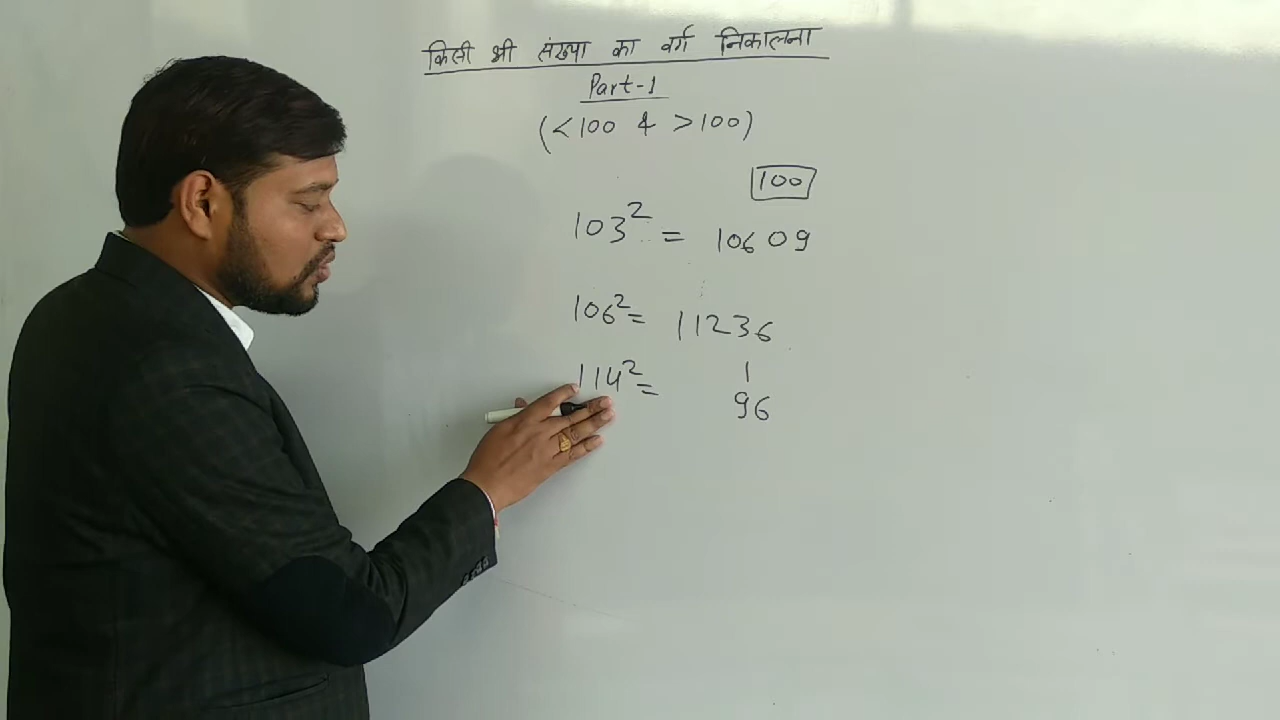 किसी भी संख्या का वर्ग निकालना
Part-1
(<100 & >100)
100
103² = 10609
106² = 11236
114² =
1
96